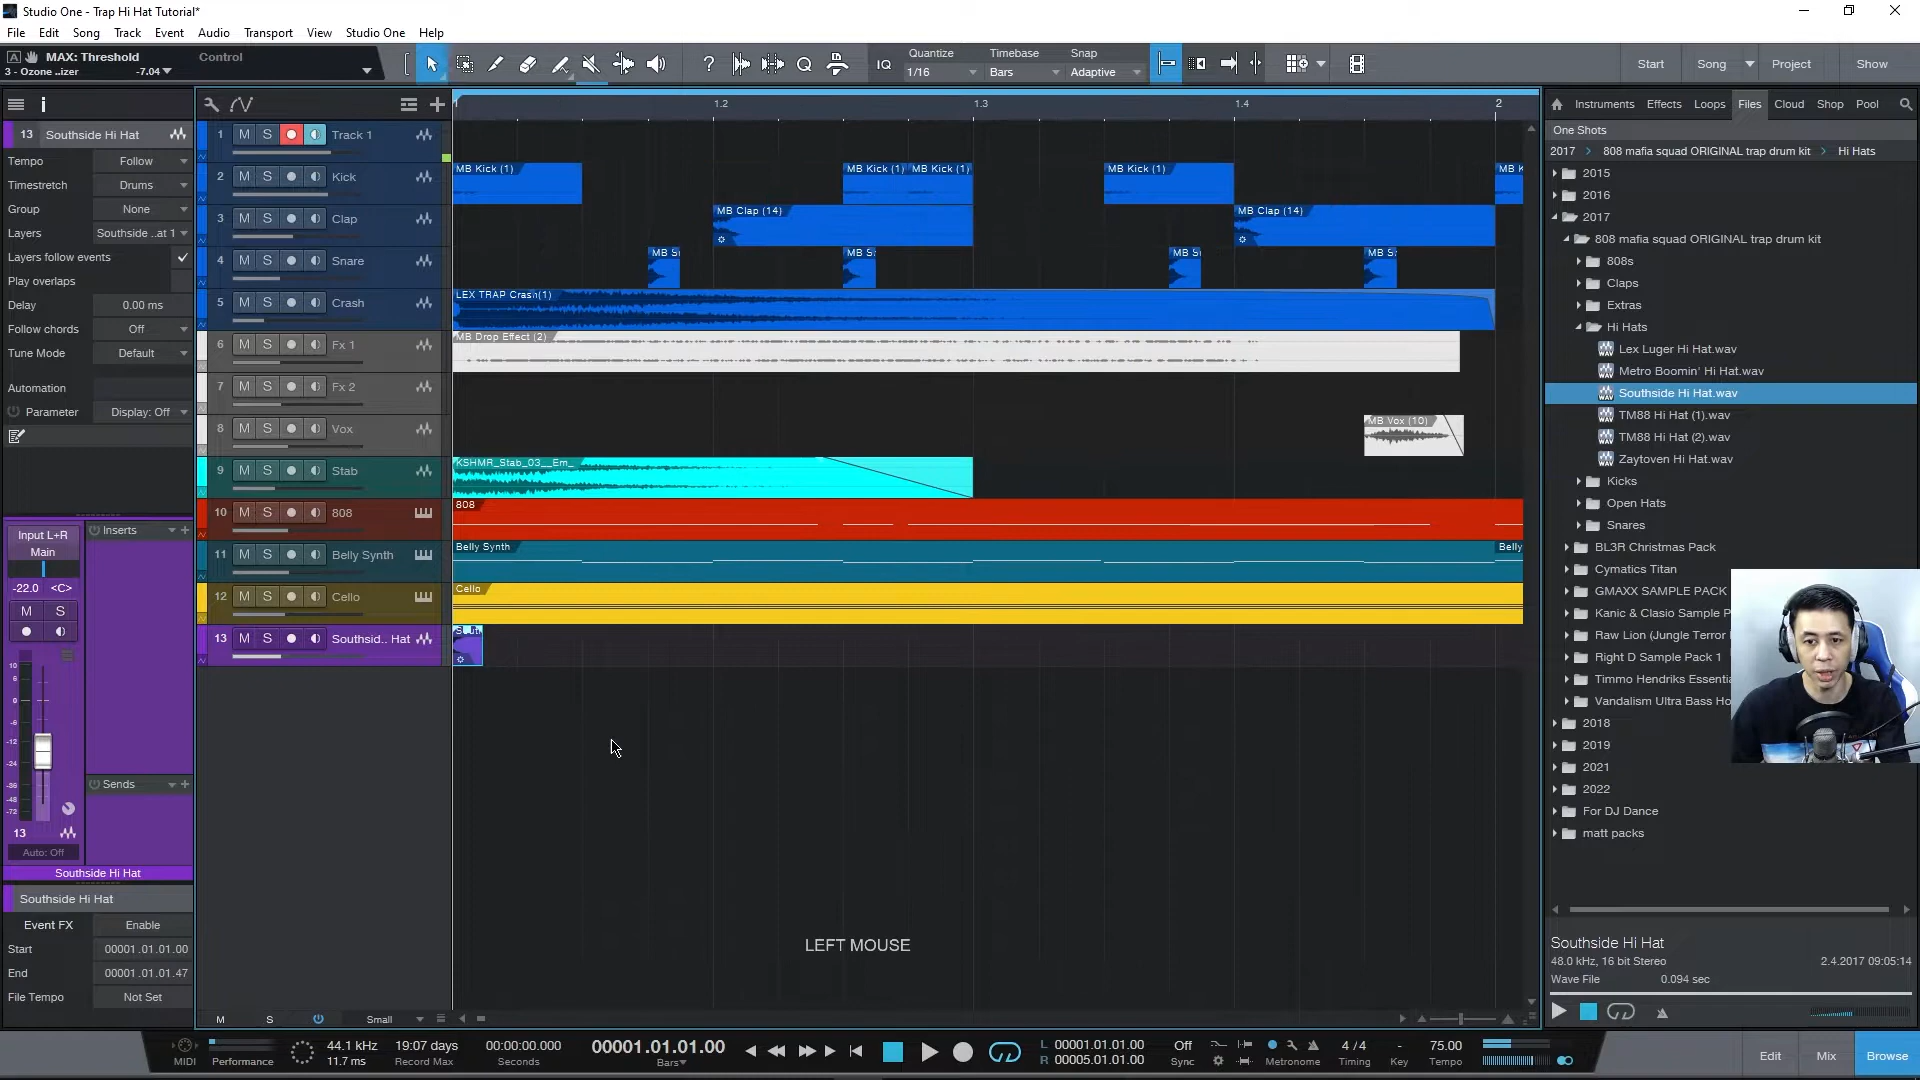 Studio One - Trap Hi Hat Tutorial*
File Edit Song Track Event Audio Transport View Studio One Help
MAX: Threshold Control
3 - Ozone ..izer -7.04
IQ Quantize Timebase Snap
1/16 Bars Adaptive
Start Song Project Show
13 Southside Hi Hat
Tempo Follow
Timestretch Drums
Group None
Layers Southside ..at 1
Layers follow events
Play overlaps
Delay 0.00 ms
Follow chords Off
Tune Mode Default
Automation
Parameter Display: Off
Input L+R
Main
-22.0 <C>
M S
Inserts
Sends
13
Auto: Off
Southside Hi Hat
Southside Hi Hat
Event FX Enable
Start 00001.01.01.00
End 00001.01.01.47
File Tempo Not Set
1.2 1.3 1.4 2
1 M S Track 1
2 M S Kick
3 M S Clap
4 M S Snare
5 M S Crash
6 M S Fx 1
7 M S Fx 2
8 M S Vox
9 M S Stab
10 M S 808
11 M S Belly Synth
12 M S Cello
13 M S Southsid.. Hat
MB Kick (1) MB Kick (1) MB Kick (1) MB Kick (1) MB K
MB Clap (14) MB Clap (14)
LEX TRAP Crash(1)
MB Drop Effect (2)
MB Vox (10)
KSHMR_Stab_03__Em_
808
Belly Synth Belly
Cello
LEFT MOUSE
M S Small
Instruments Effects Loops Files Cloud Shop Pool
One Shots
2017 > 808 mafia squad ORIGINAL trap drum kit > Hi Hats
2015
2016
2017
808 mafia squad ORIGINAL trap drum kit
808s
Claps
Extras
Hi Hats
Lex Luger Hi Hat.wav
Metro Boomin' Hi Hat.wav
Southside Hi Hat.wav
TM88 Hi Hat (1).wav
TM88 Hi Hat (2).wav
Zaytoven Hi Hat.wav
Kicks
Open Hats
Snares
BL3R Christmas Pack
Cymatics Titan
GMAXX SAMPLE PACK
Kanic & Clasio Sample P
Raw Lion (Jungle Terror
Right D Sample Pack 1
Timmo Hendriks Essentia
Vandalism Ultra Bass Ho
2018
2019
2021
2022
For DJ Dance
matt packs
Southside Hi Hat
48.0 kHz, 16 bit Stereo 2.4.2017 09:05:14
Wave File 0.094 sec
MIDI Performance
44.1 kHz
11.7 ms
19:07 days
Record Max
00:00:00.000
Seconds
00001.01.01.00
Bars
L 00001.01.01.00
R 00005.01.01.00
Off
Sync
Metronome
4 / 4
Timing
-
Key
75.00
Tempo
Edit Mix Browse